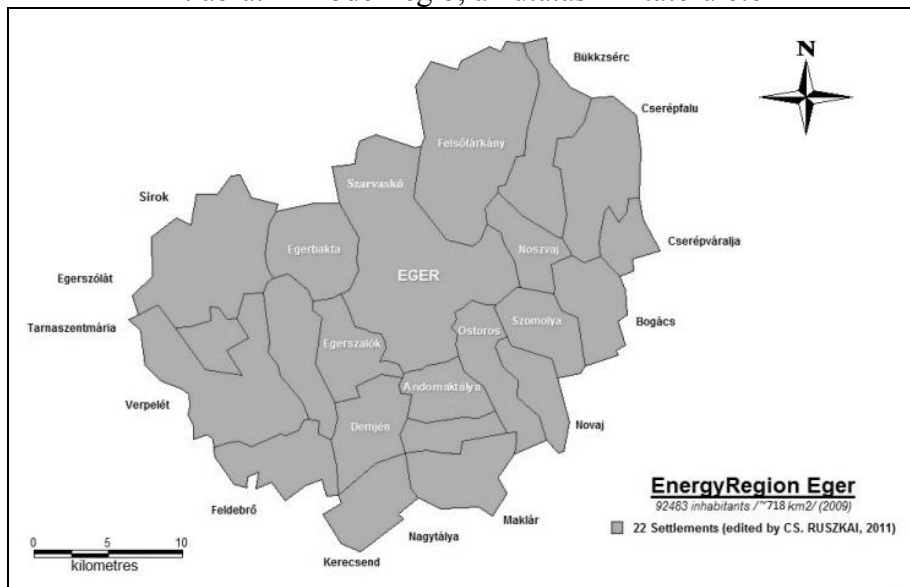 N
Bükkzsérc
Cserépfalu
Felsőtárkány
Szarvaskő
Sirok
Egerbakta
Noszvaj
Cserépváralja
EGER
Egerszólát
Tarnaszentmária
Ostoros
Szomolya
Bogács
Egerszalók
Andornaktálya
Verpelét
Demjén
Novaj
Feldebrő
Maklár
Nagytálya
Kerecsend
EnergyRegion Eger
92483 inhabitants /~718 km2/ (2009)
22 Settlements (edited by CS. RUSZKAI, 2011)
0 5 10
kilometres